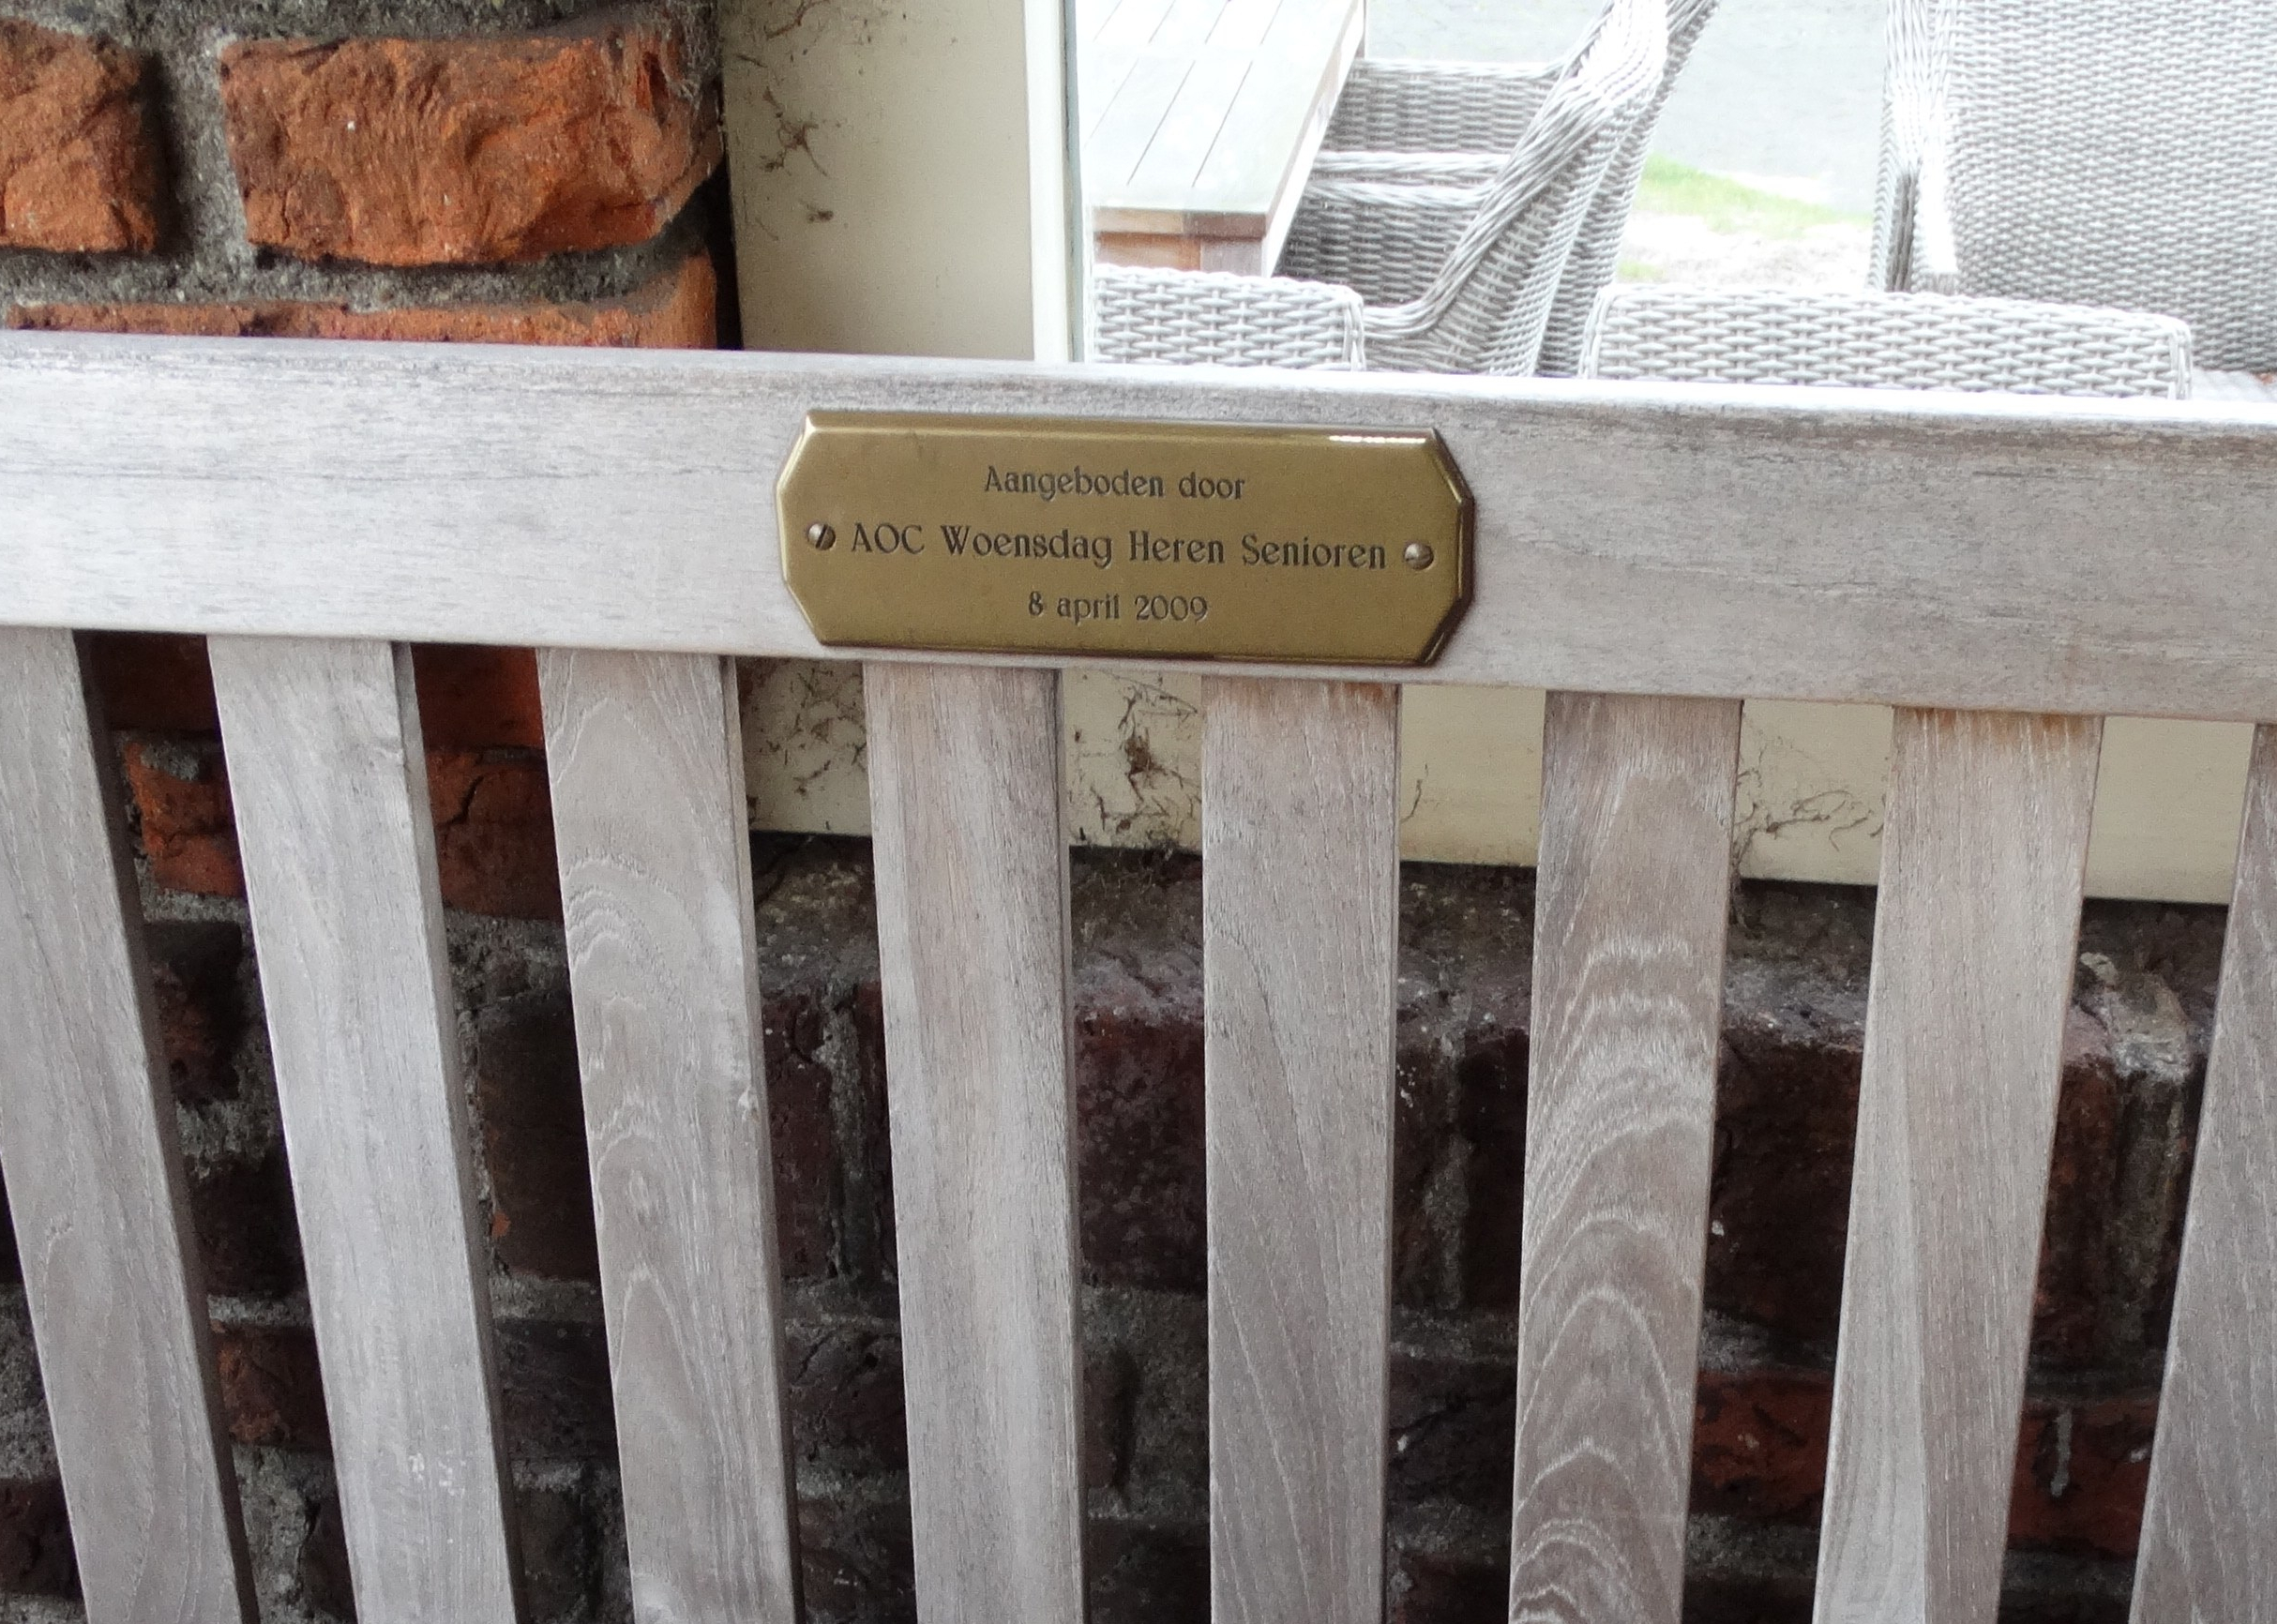 Aangeboden door
AOC Woensdag Heren Senioren
8 april 2009